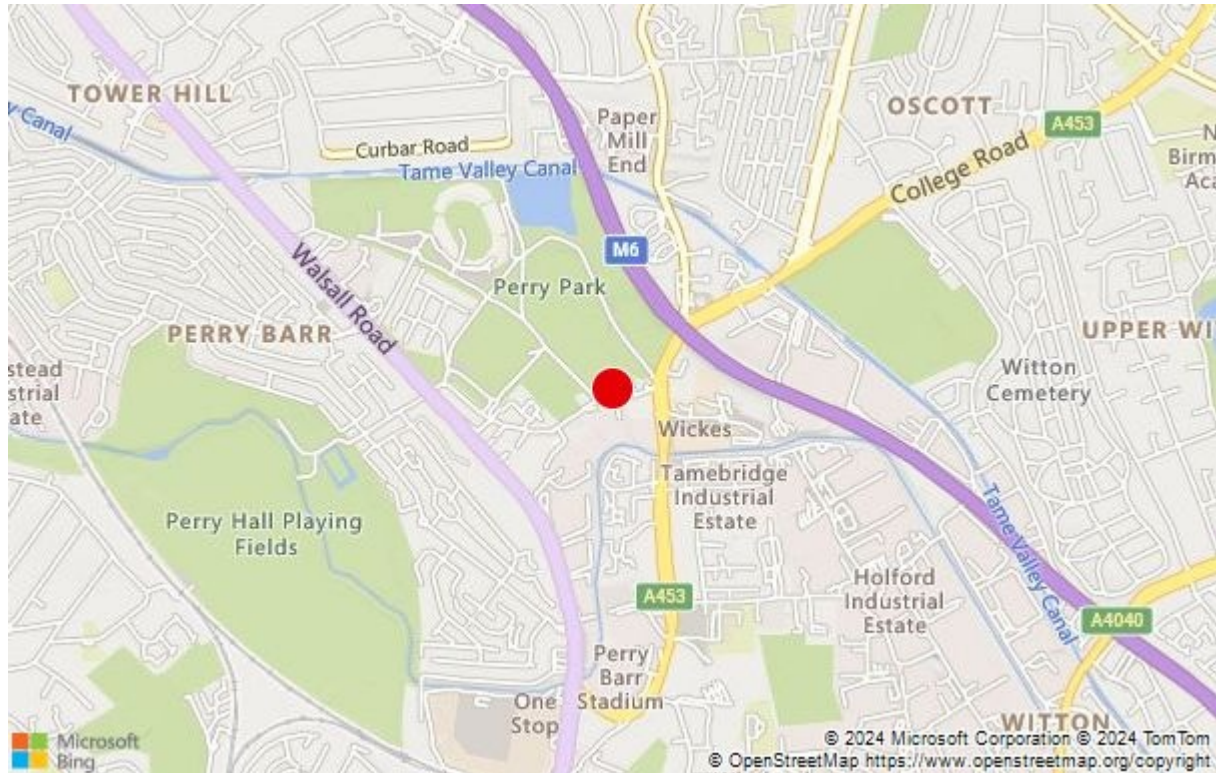 TOWER HILL
y Canal
Curbar Road
Tame Valley Canal
Paper
Mill
End
OSCOTT
A453
College Road
N
Birm
Aca
M6
Walsall Road
Perry Park
PERRY BARR
UPPER WI
stead
strial
ate
Witton
Cemetery
Wickes
Tamebridge
Industrial
Estate
Perry Hall Playing
Fields
Tame Valley Canal
Holford
Industrial
Estate
A453
A4040
Perry
Barr
Stadium
One
Stop
WITTON
Microsoft
Bing
© 2024 Microsoft Corporation © 2024 TomTom
© OpenStreetMap https://www.openstreetmap.org/copyright